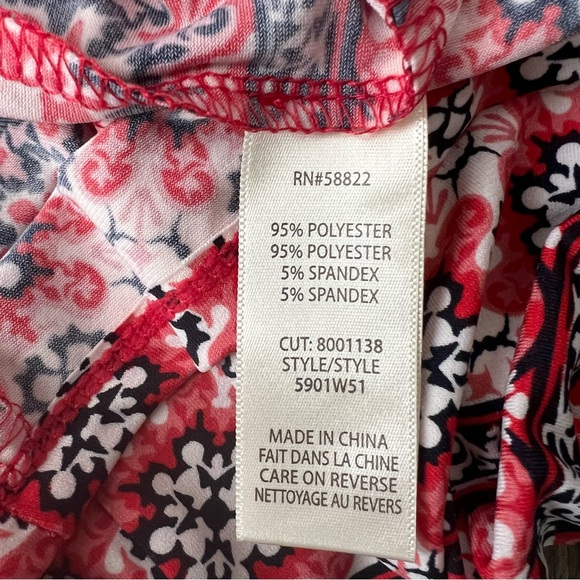 RN#58822
95% POLYESTER
95% POLYESTER
5% SPANDEX
5% SPANDEX
CUT: 8001138
STYLE/STYLE
5901W51
MADE IN CHINA
FAIT DANS LA CHINE
CARE ON REVERSE
NETTOYAGE AU REVERS